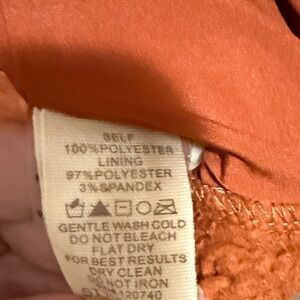 SELF
100%POLYESTER
LINING
97%POLYESTER
3%SPANDEX
GENTLE WASH COLD
DO NOT BLEACH
FLAT DRY
FOR BEST RESULTS
DRY CLEAN
DO NOT IRON
120740